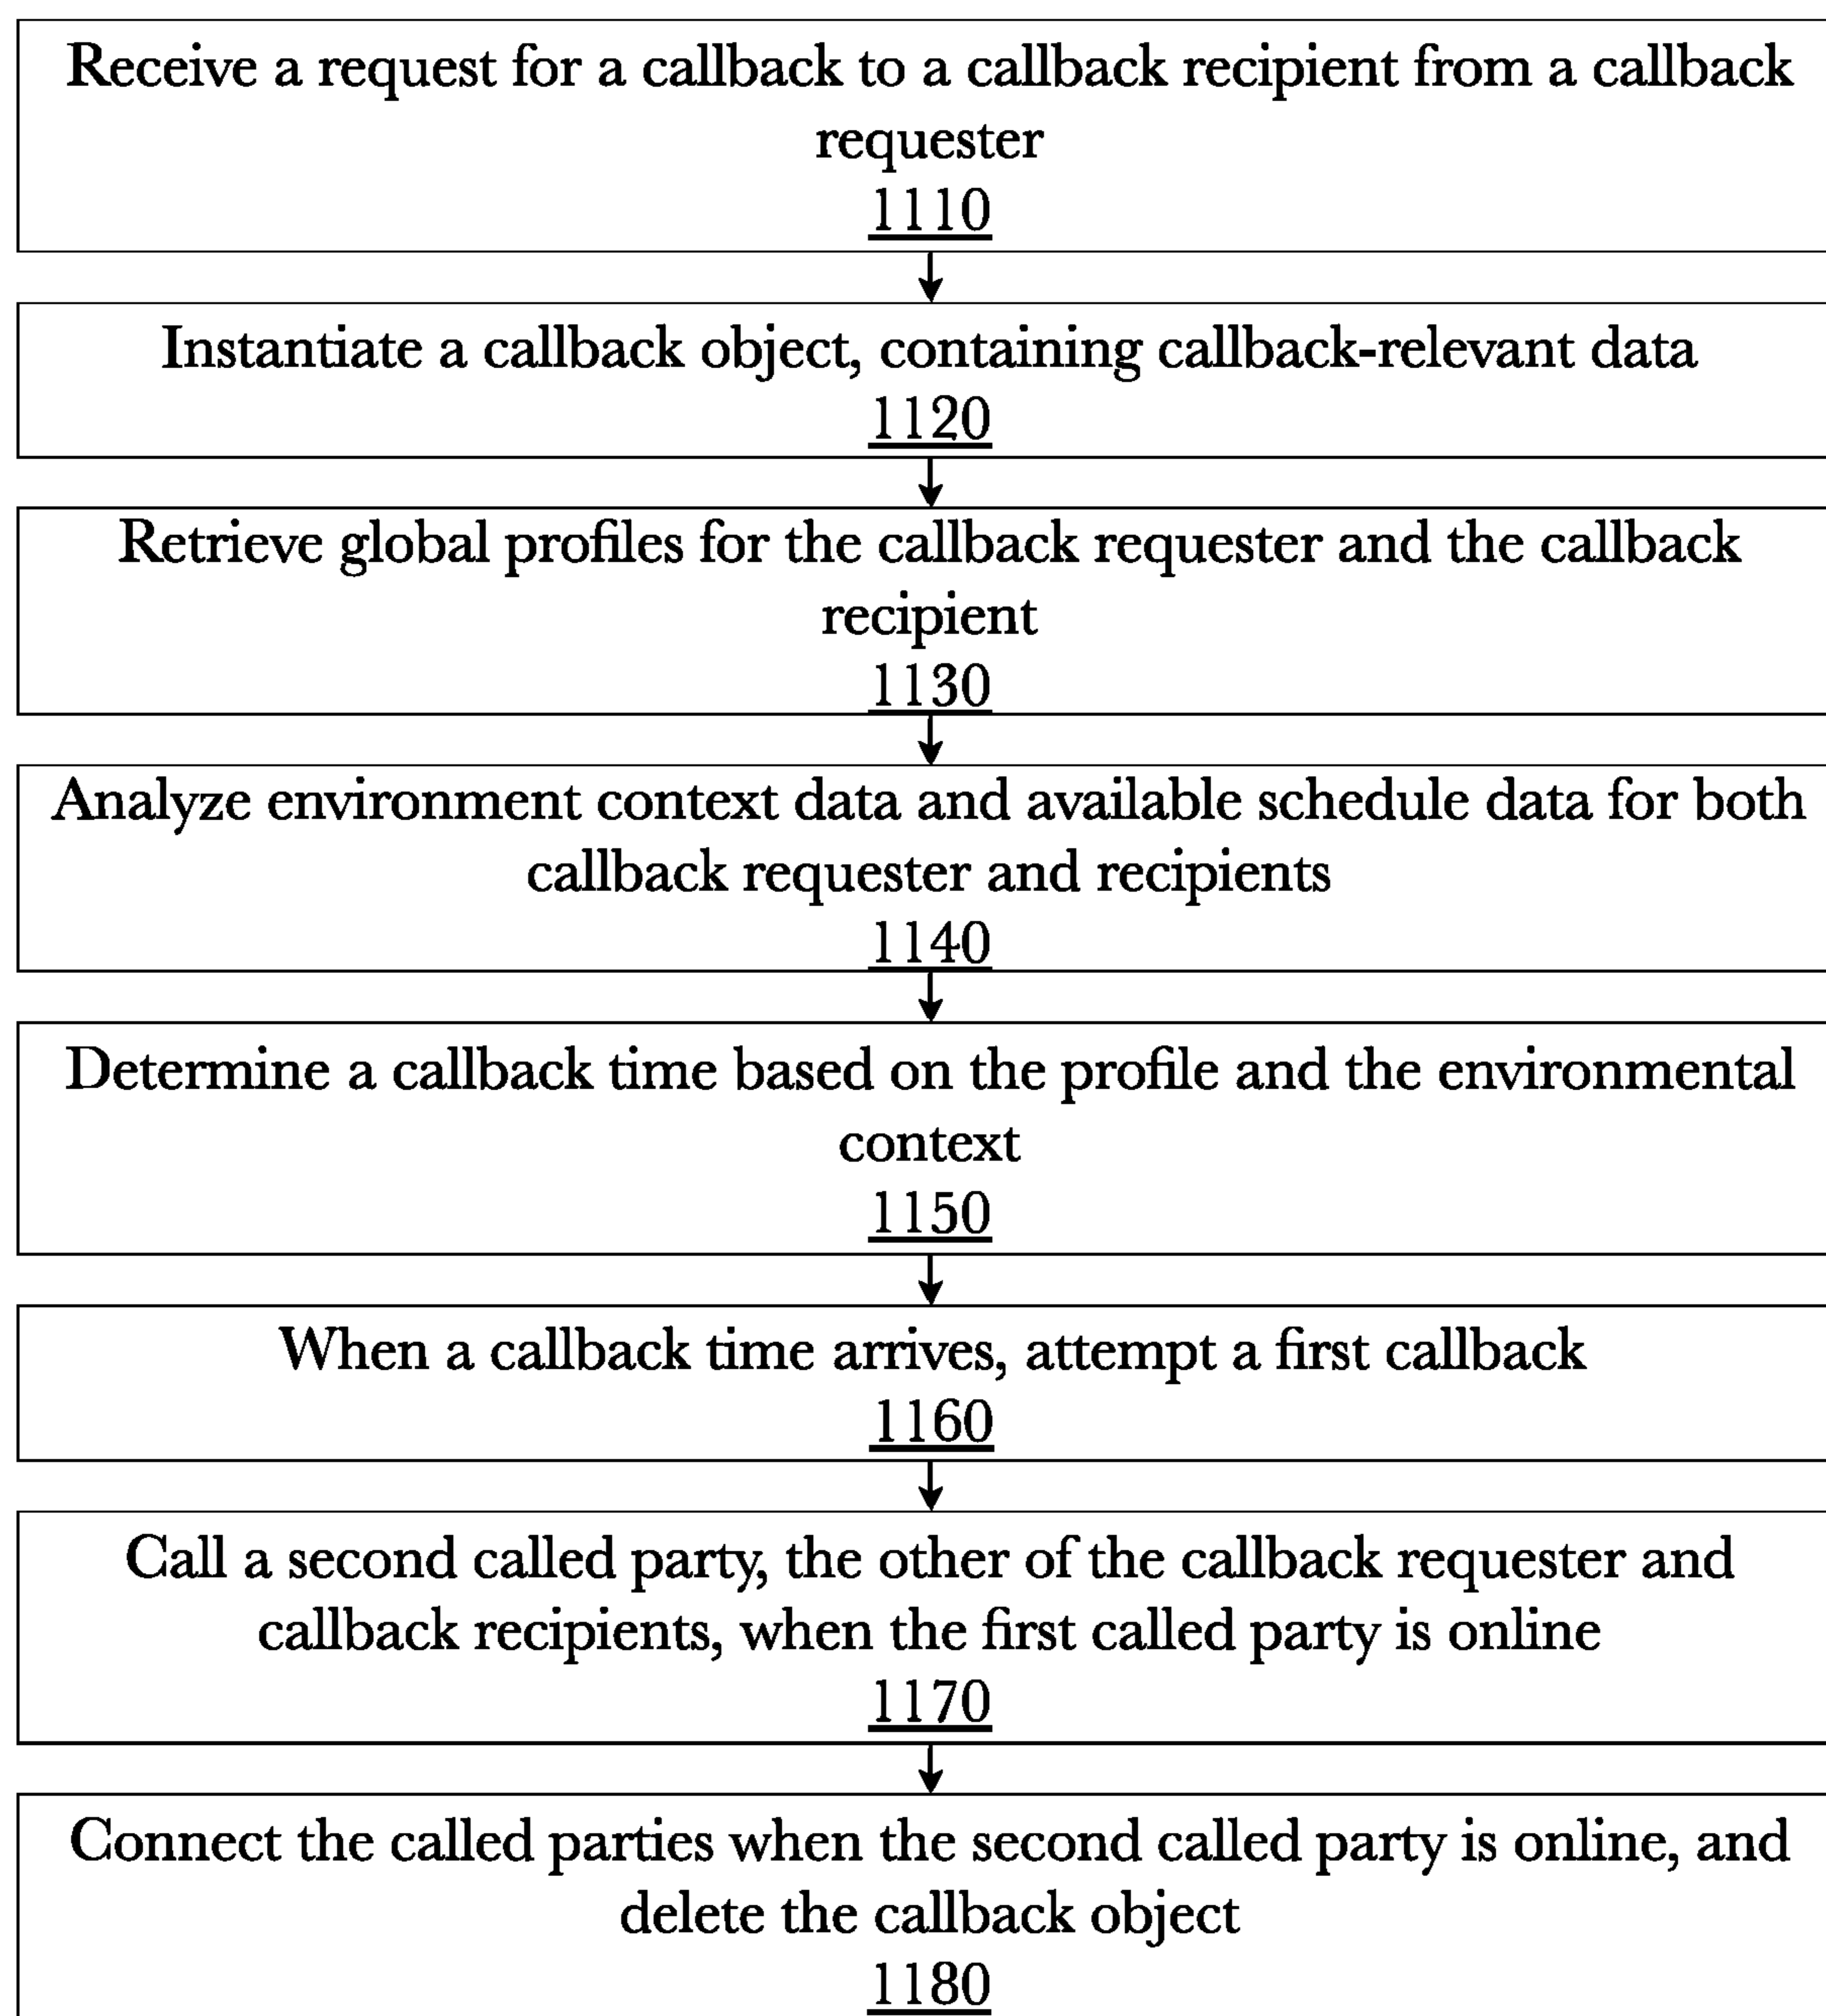 Receive a request for a callback to a callback recipient from a callback
requester
1110
Instantiate a callback object, containing callback-relevant data
1120
Retrieve global profiles for the callback requester and the callback
recipient
1130
Analyze environment context data and available schedule data for both
callback requester and recipients
1140
Determine a callback time based on the profile and the environmental
context
1150
When a callback time arrives, attempt a first callback
1160
Call a second called party, the other of the callback requester and
callback recipients, when the first called party is online
1170
Connect the called parties when the second called party is online, and
delete the callback object
1180